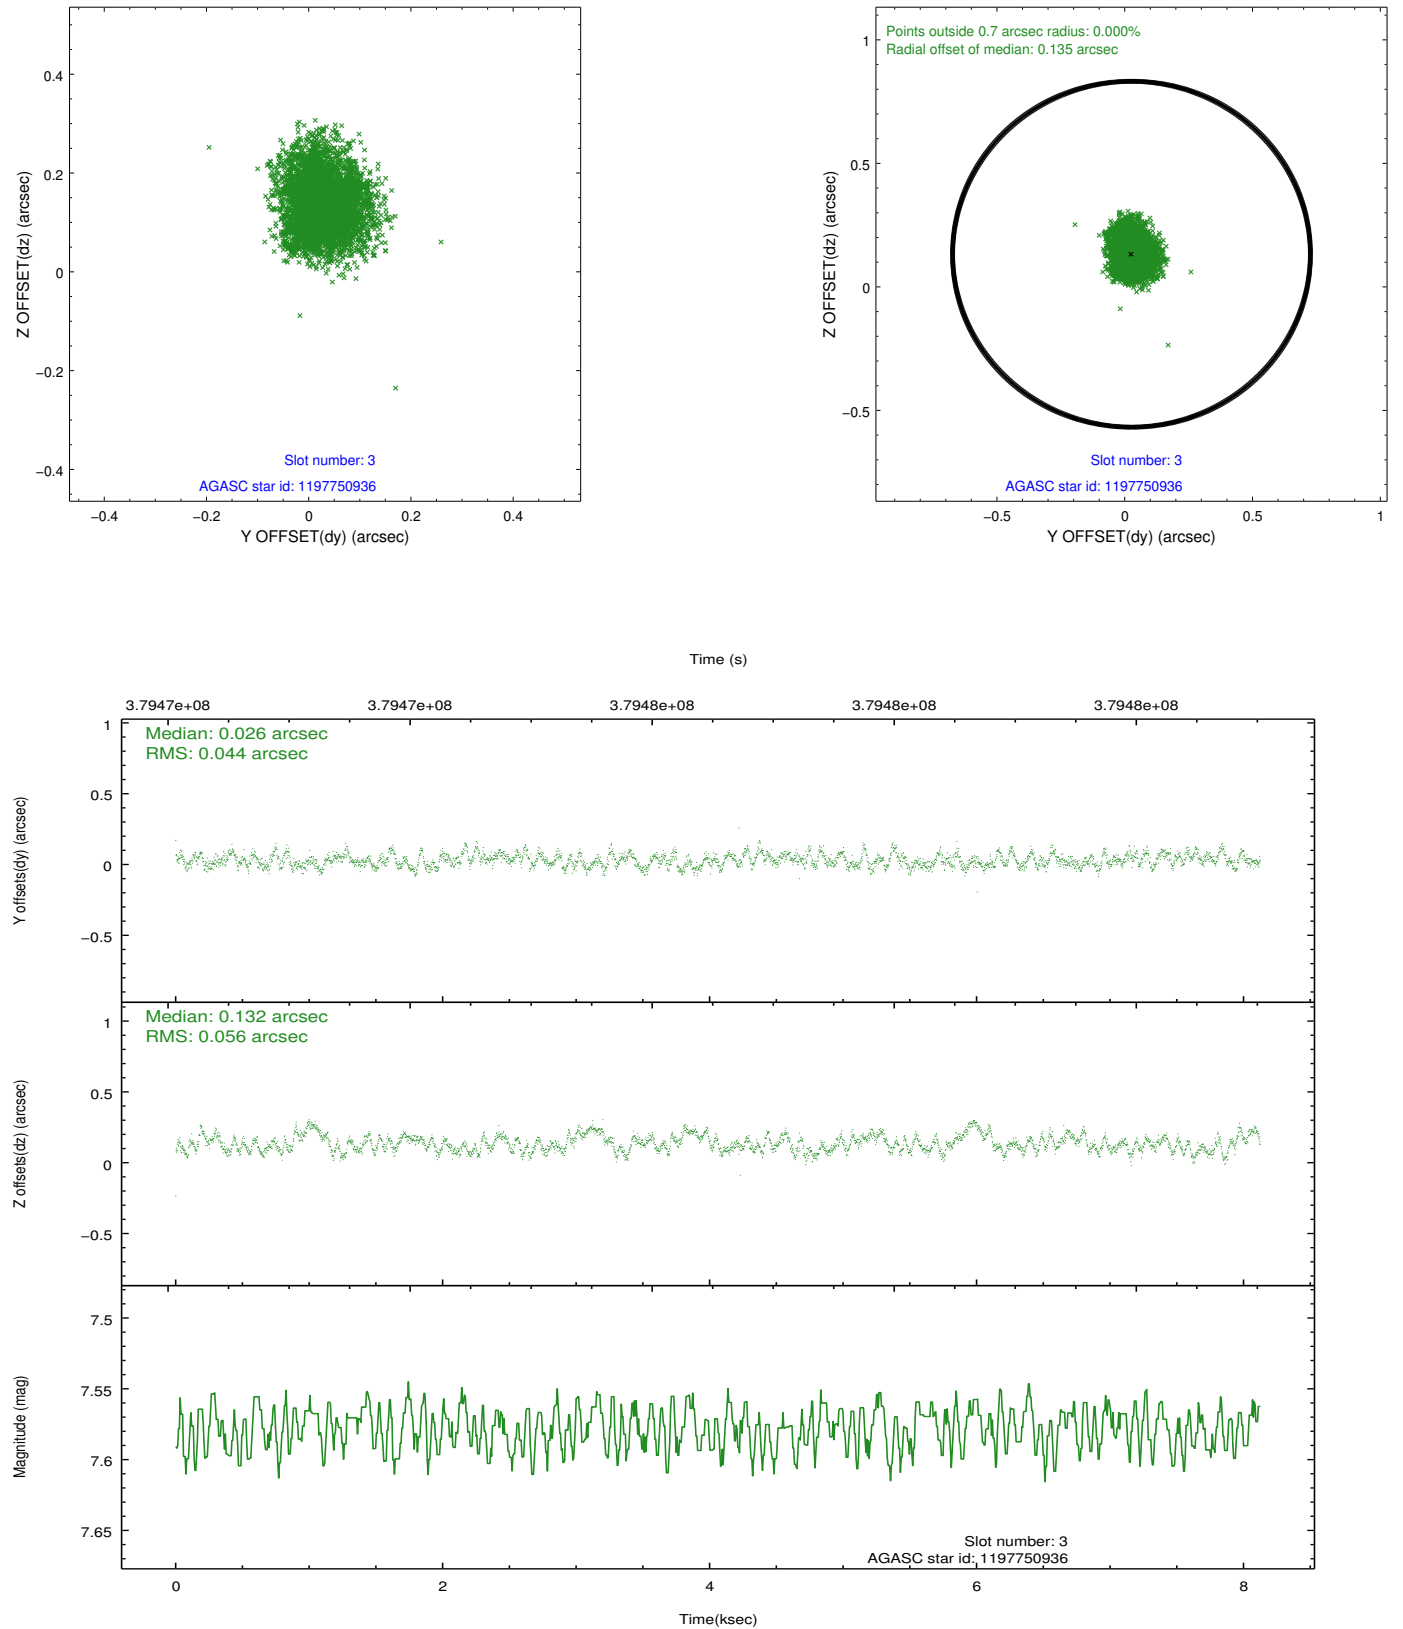 0.4
0.2
0
−0.2
−0.4
Z OFFSET(dz) (arcsec)
Slot number: 3
AGASC star id: 1197750936
−0.4 −0.2 0 0.2 0.4
Y OFFSET(dy) (arcsec)
Points outside 0.7 arcsec radius: 0.000%
Radial offset of median: 0.135 arcsec
1
0.5
0
−0.5
Z OFFSET(dz) (arcsec)
Slot number: 3
AGASC star id: 1197750936
−0.5 0 0.5 1
Y OFFSET(dy) (arcsec)
Time (s)
3.7947e+08 3.7947e+08 3.7948e+08 3.7948e+08 3.7948e+08
Median: 0.026 arcsec
RMS: 0.044 arcsec
1
0.5
0
−0.5
Y offsets(dy) (arcsec)
Median: 0.132 arcsec
RMS: 0.056 arcsec
1
0.5
0
−0.5
Z offsets(dz) (arcsec)
7.5
7.55
7.6
7.65
Magnitude (mag)
Slot number: 3
AGASC star id: 1197750936
0 2 4 6 8
Time(ksec)